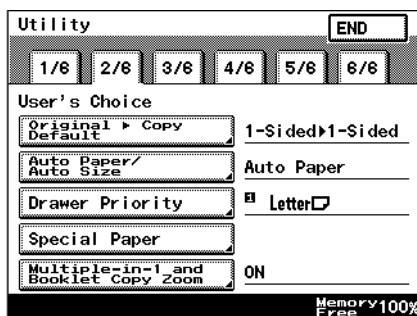 Utility
END
1/6 2/6 3/6 4/6 5/6 6/6
User's Choice
Original ▸ Copy
Default
1-Sided▸1-Sided
Auto Paper/
Auto Size
Auto Paper
Drawer Priority
1 Letter
Special Paper
Multiple-in-1 and
Booklet Copy Zoom
ON
Memory
Free 100%